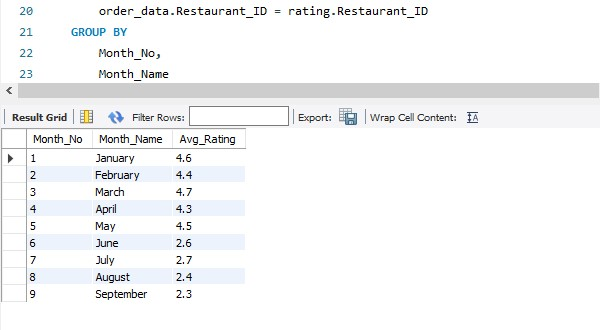 20 order_data.Restaurant_ID = rating.Restaurant_ID
21 GROUP BY
22 Month_No,
23 Month_Name
Result Grid Filter Rows: Export: Wrap Cell Content: IA
Month_No Month_Name Avg_Rating
1 January 4.6
2 February 4.4
3 March 4.7
4 April 4.3
5 May 4.5
6 June 2.6
7 July 2.7
8 August 2.4
9 September 2.3